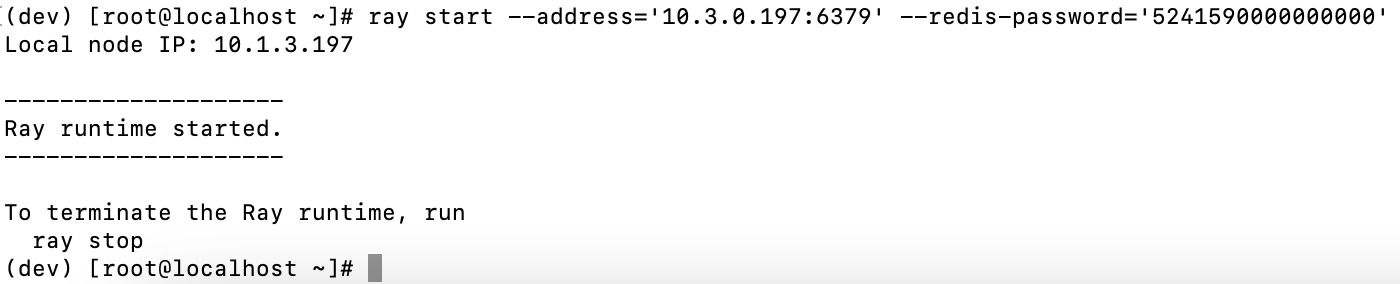 (dev) [root@localhost ~]# ray start --address='10.3.0.197:6379' --redis-password='5241590000000000'
Local node IP: 10.1.3.197
--------------------
Ray runtime started.
--------------------
To terminate the Ray runtime, run
  ray stop
(dev) [root@localhost ~]#